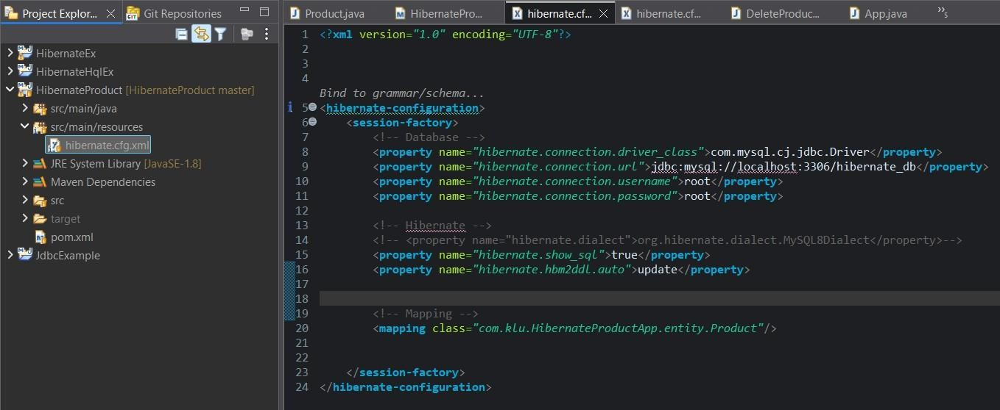 Project Explor...
Git Repositories
HibernateEx
HibernateHqlEx
HibernateProduct [HibernateProduct master]
src/main/java
src/main/resources
hibernate.cfg.xml
JRE System Library [JavaSE-1.8]
Maven Dependencies
src
target
pom.xml
JdbcExample
Product.java
HibernatePro...
hibernate.cf...
hibernate.cf...
DeleteProduc...
App.java
»5
1 <?xml version="1.0" encoding="UTF-8"?>
2
3
4
Bind to grammar/schema...
5 <hibernate-configuration>
6 <session-factory>
7 <!-- Database -->
8 <property name="hibernate.connection.driver_class">com.mysql.cj.jdbc.Driver</property>
9 <property name="hibernate.connection.url">jdbc:mysql://localhost:3306/hibernate_db</property>
10 <property name="hibernate.connection.username">root</property>
11 <property name="hibernate.connection.password">root</property>
12
13 <!-- Hibernate -->
14 <!-- <property name="hibernate.dialect">org.hibernate.dialect.MySQL8Dialect</property>-->
15 <property name="hibernate.show_sql">true</property>
16 <property name="hibernate.hbm2ddl.auto">update</property>
17
18
19 <!-- Mapping -->
20 <mapping class="com.klu.HibernateProductApp.entity.Product"/>
21
22
23 </session-factory>
24 </hibernate-configuration>